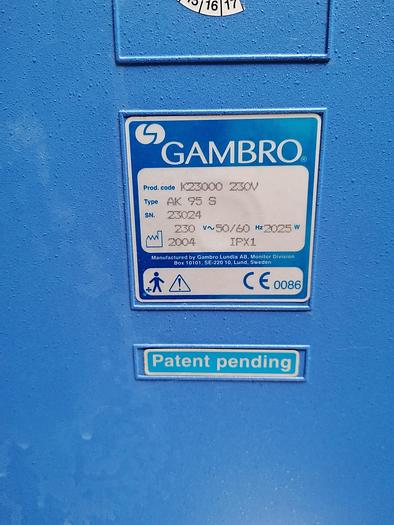 16 17
GAMBRO®
Prod. code K23000 230V
Type AK 95 S
SN. 23024
230 V~ 50/60 Hz 2025 W
2004 IPX1
Manufactured by Gambro Lundia AB, Monitor Division
Box 10101, SE-220 10, Lund, Sweden
CE 0086
Patent pending